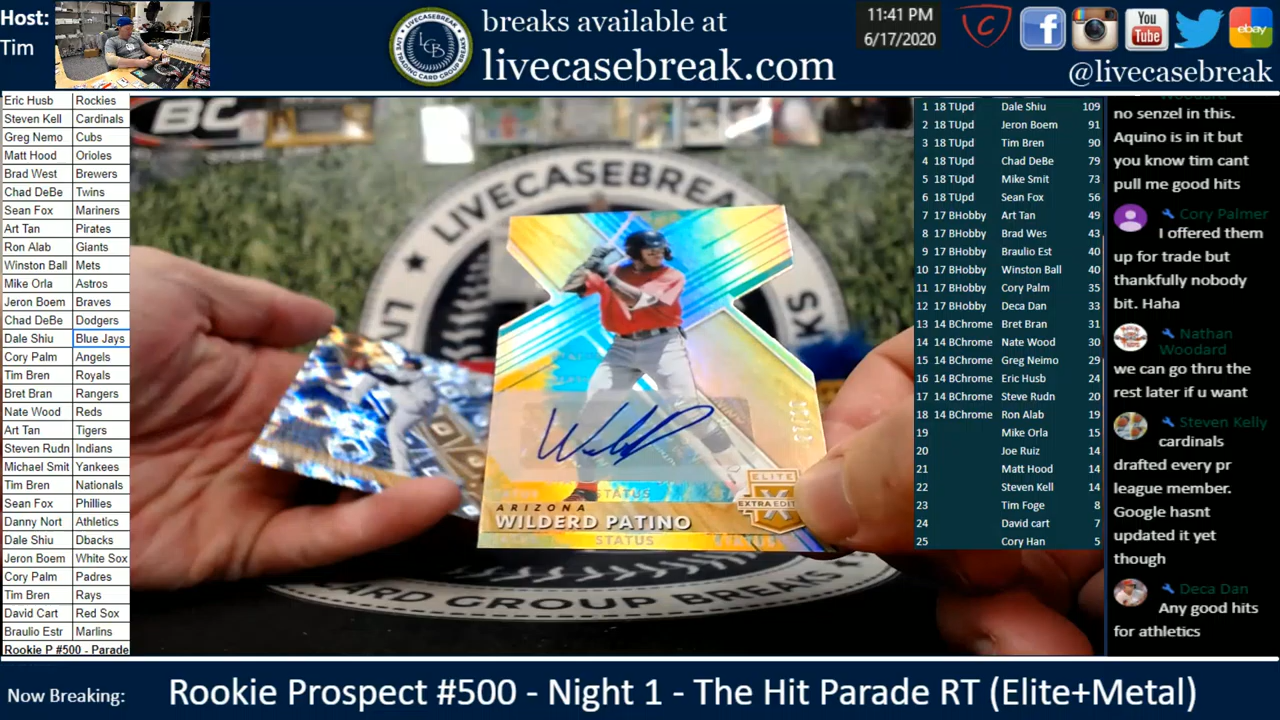 Host:
Tim
LIVECASEBREAK
LIVE TRADING CARD GROUP BREAKS
LCB
breaks available at
livecasebreak.com
11:41 PM
6/17/2020
C
You
Tube
ebay
@livecasebreak
Eric Husb Rockies
Steven Kell Cardinals
Greg Nemo Cubs
Matt Hood Orioles
Brad West Brewers
Chad DeBe Twins
Sean Fox Mariners
Art Tan Pirates
Ron Alab Giants
Winston Ball Mets
Mike Orla Astros
Jeron Boem Braves
Chad DeBe Dodgers
Dale Shiu Blue Jays
Cory Palm Angels
Tim Bren Royals
Bret Bran Rangers
Nate Wood Reds
Art Tan Tigers
Steven Rudn Indians
Michael Smit Yankees
Tim Bren Nationals
Sean Fox Phillies
Danny Nort Athletics
Dale Shiu Dbacks
Jeron Boem White Sox
Cory Palm Padres
Tim Bren Rays
David Cart Red Sox
Braulio Estr Marlins
Rookie P #500 - Parade
BC
LIVECASEBREAK
CARD GROUP BREAKS
STATUS
ELITE
EXTRA EDIT
ARIZONA
WILDERD PATINO
STATUS
1 18 TUpd Dale Shiu 109
2 18 TUpd Jeron Boem 91
3 18 TUpd Tim Bren 90
4 18 TUpd Chad DeBe 79
5 18 TUpd Mike Smit 73
6 18 TUpd Sean Fox 56
7 17 BHobby Art Tan 49
8 17 BHobby Brad Wes 43
9 17 BHobby Braulio Est 40
10 17 BHobby Winston Ball 40
11 17 BHobby Cory Palm 35
12 17 BHobby Deca Dan 33
13 14 BChrome Bret Bran 31
14 14 BChrome Nate Wood 30
15 14 BChrome Greg Neimo 29
16 14 BChrome Eric Husb 24
17 14 BChrome Steve Rudn 20
18 14 BChrome Ron Alab 19
19 Mike Orla 15
20 Joe Ruiz 14
21 Matt Hood 14
22 Steven Kell 14
23 Tim Foge 8
24 David cart 7
25 Cory Han 5
no senzel in this.
Aquino is in it but
you know tim cant
pull me good hits
Cory Palmer
I offered them
up for trade but
thankfully nobody
bit. Haha
Nathan
Woodard
we can go thru the
rest later if u want
Steven Kelly
cardinals
drafted every pr
league member.
Google hasnt
updated it yet
though
Deca Dan
Any good hits
for athletics
Now Breaking:
Rookie Prospect #500 - Night 1 - The Hit Parade RT (Elite+Metal)